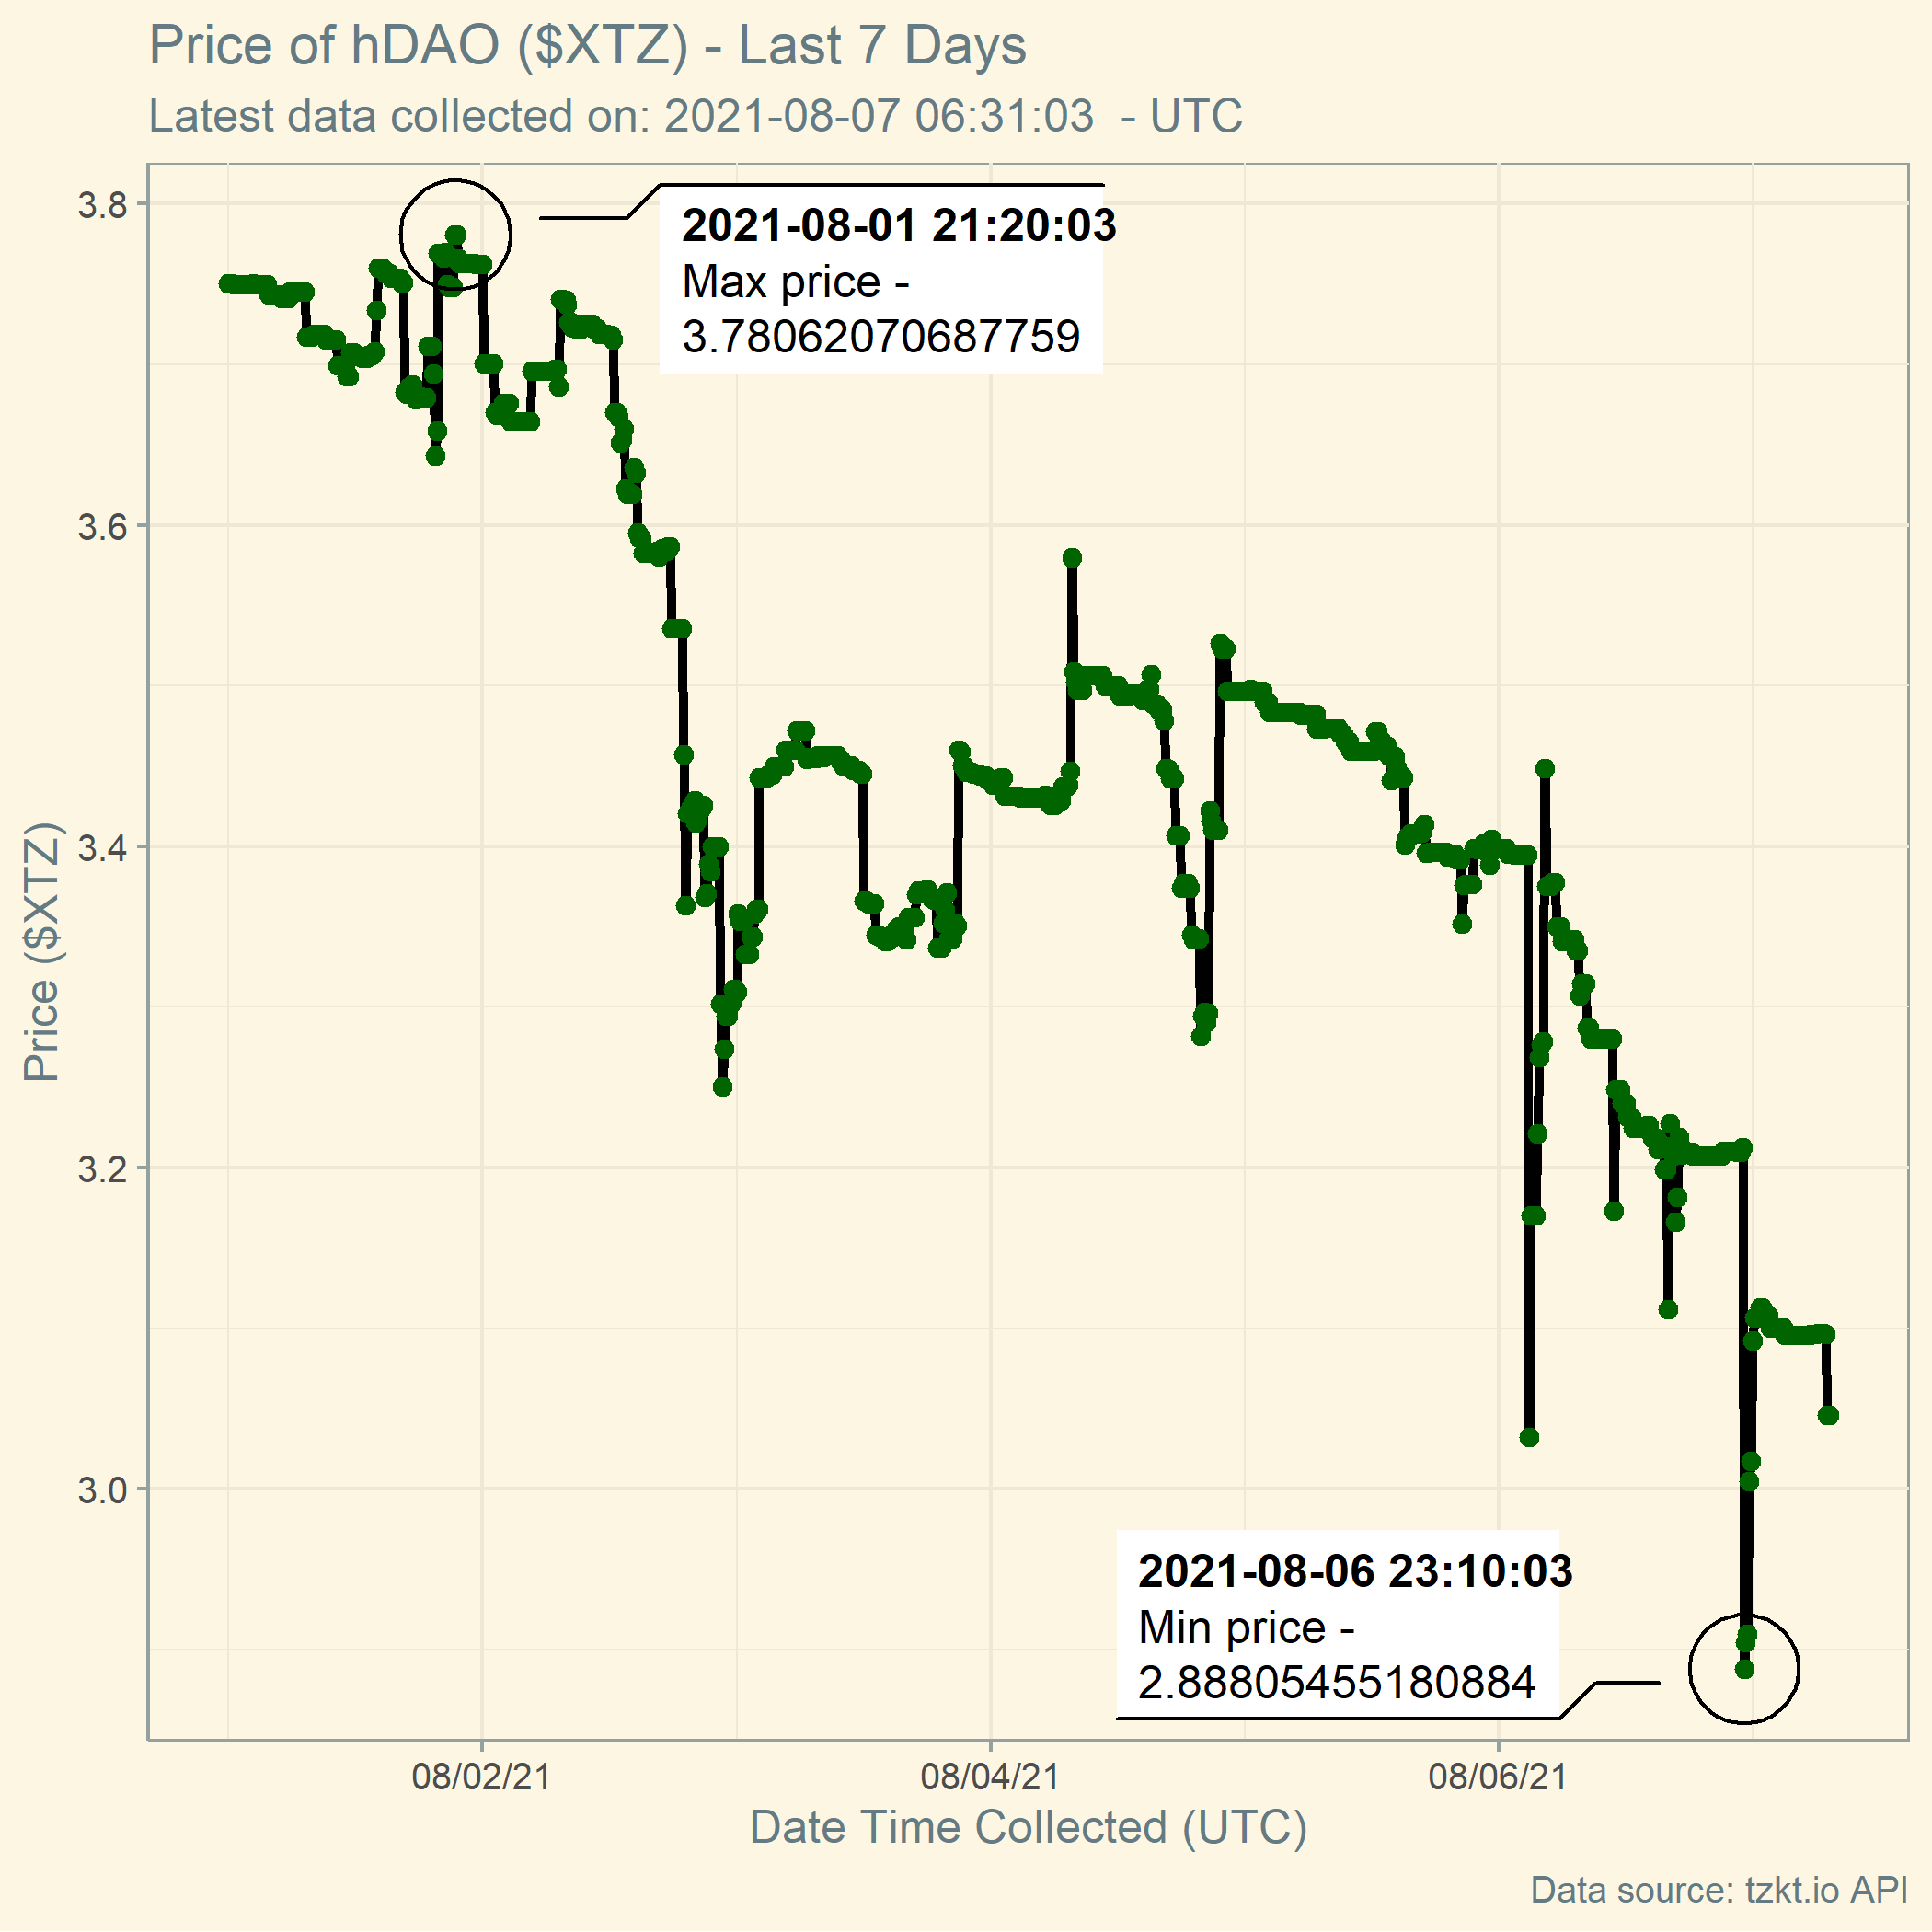 Price of hDAO ($XTZ) - Last 7 Days
Latest data collected on: 2021-08-07 06:31:03  - UTC
3.8
3.6
3.4
3.2
3.0
Price ($XTZ)
2021-08-01 21:20:03
Max price -
3.78062070687759
2021-08-06 23:10:03
Min price -
2.88805455180884
08/02/21
08/04/21
08/06/21
Date Time Collected (UTC)
Data source: tzkt.io API